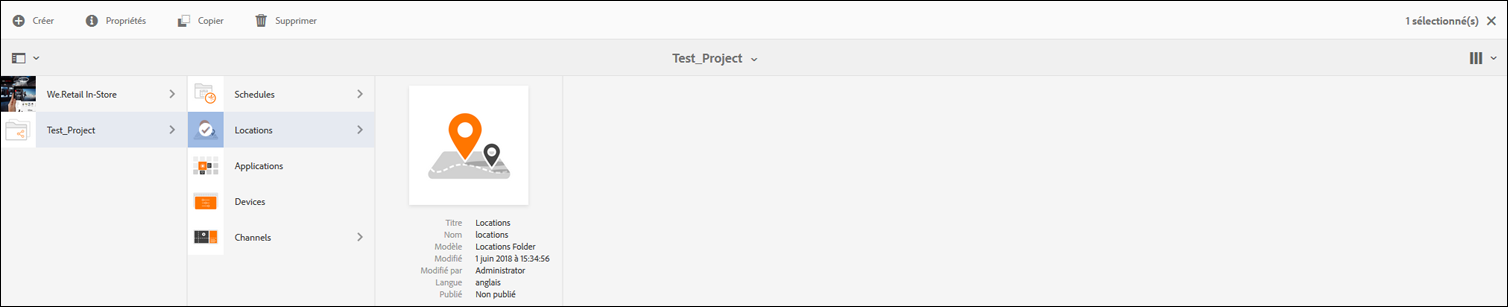 Créer Propriétés Copier Supprimer 1 sélectionné(s)
Test_Project
We.Retail In-Store
Test_Project
Schedules
Locations
Applications
Devices
Channels
Titre Locations
Nom locations
Modèle Locations Folder
Modifié 1 juin 2018 à 15:34:56
Modifié par Administrator
Langue anglais
Publié Non publié